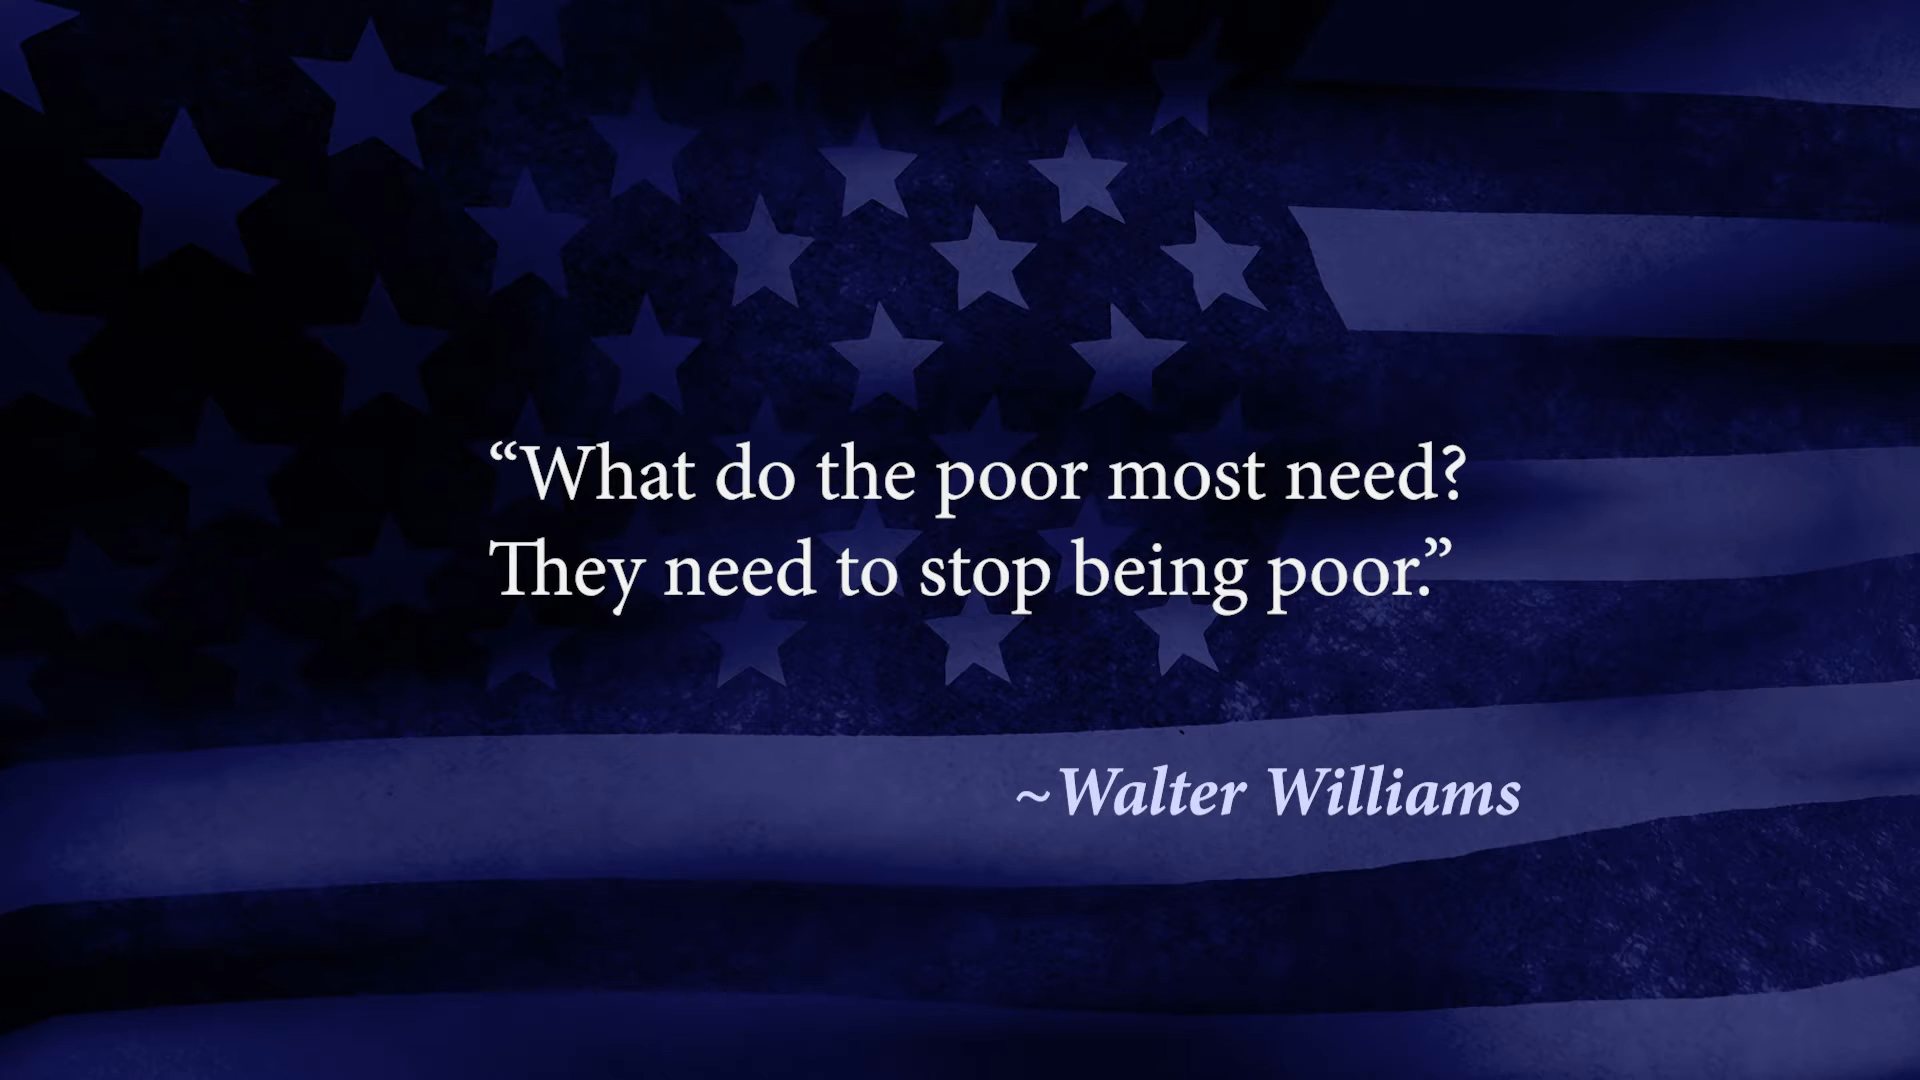 “What do the poor most need?
They need to stop being poor.”
~Walter Williams